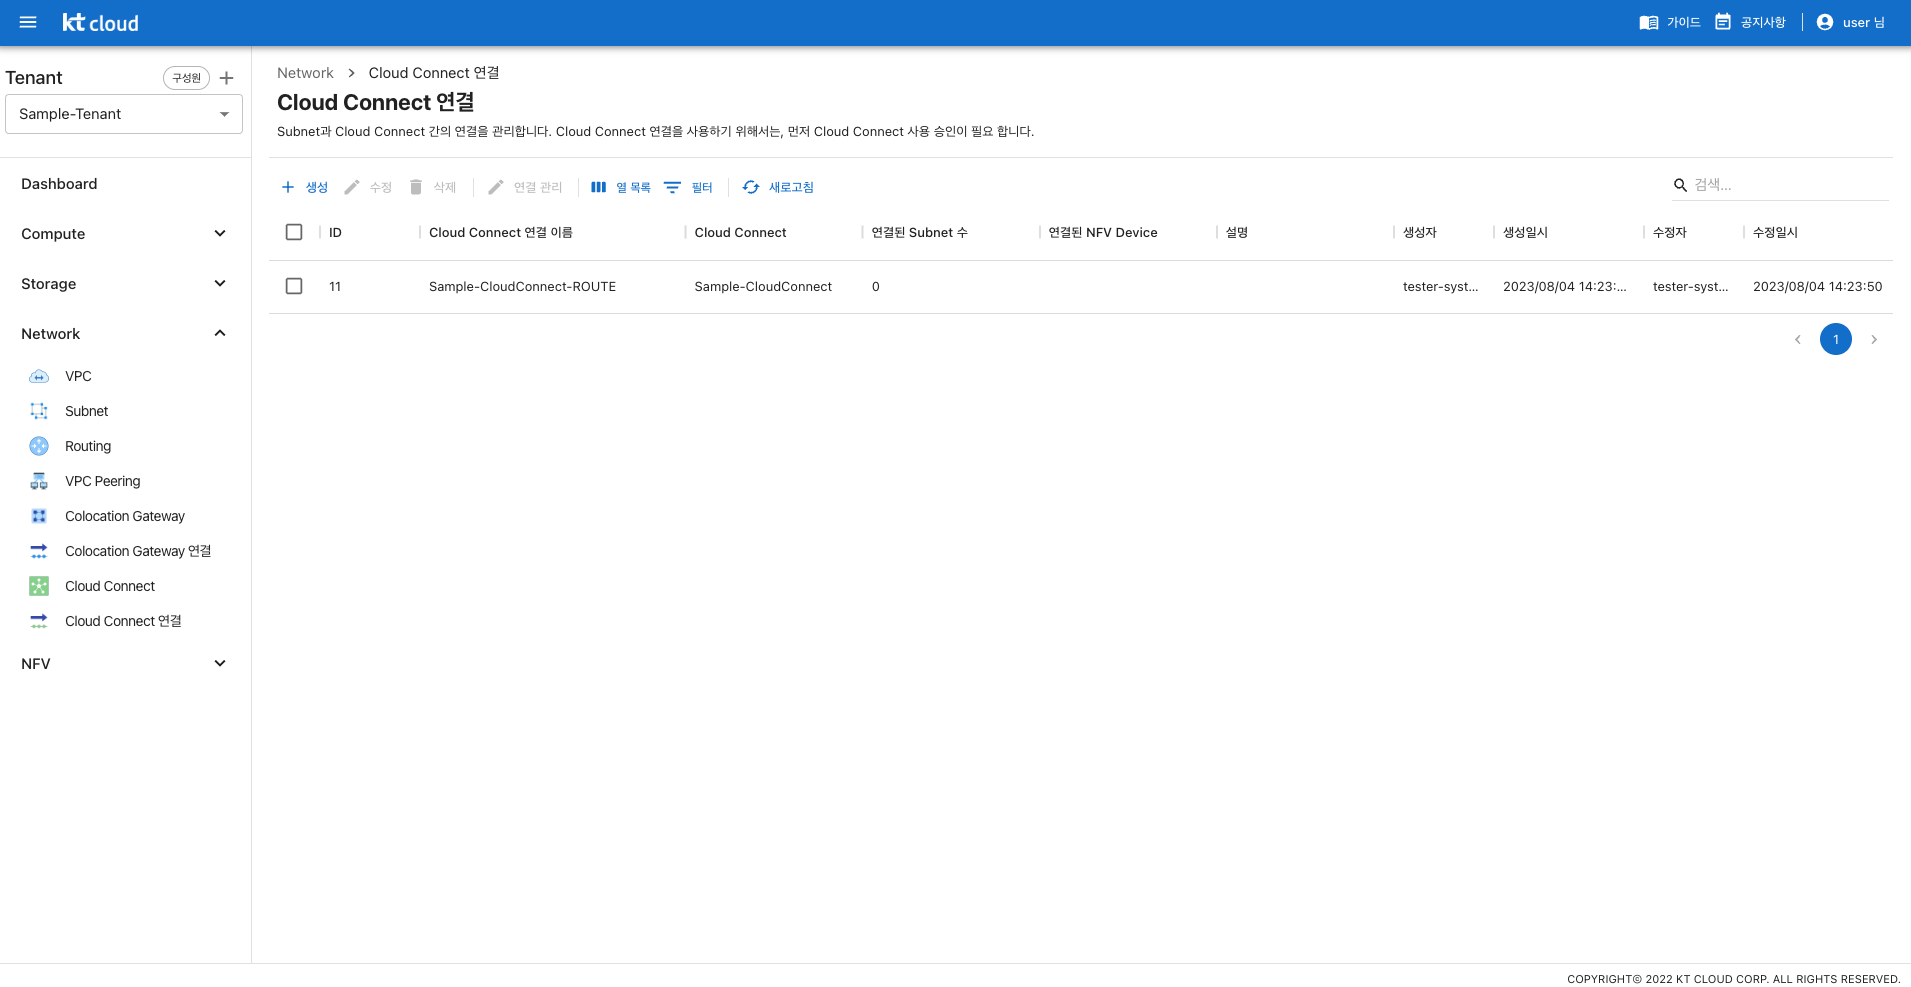 kt cloud
가이드 공지사항 user 님
Tenant 구성원
Sample-Tenant
Dashboard
Compute
Storage
Network
VPC
Subnet
Routing
VPC Peering
Colocation Gateway
Colocation Gateway 연결
Cloud Connect
Cloud Connect 연결
NFV
Network > Cloud Connect 연결
Cloud Connect 연결
Subnet과 Cloud Connect 간의 연결을 관리합니다. Cloud Connect 연결을 사용하기 위해서는, 먼저 Cloud Connect 사용 승인이 필요 합니다.
생성 수정 삭제 연결 관리 열 목록 필터 새로고침 검색...
ID Cloud Connect 연결 이름 Cloud Connect 연결된 Subnet 수 연결된 NFV Device 설명 생성자 생성일시 수정자 수정일시
11 Sample-CloudConnect-ROUTE Sample-CloudConnect 0 tester-syst... 2023/08/04 14:23:... tester-syst... 2023/08/04 14:23:50
1
COPYRIGHT© 2022 KT CLOUD CORP. ALL RIGHTS RESERVED.